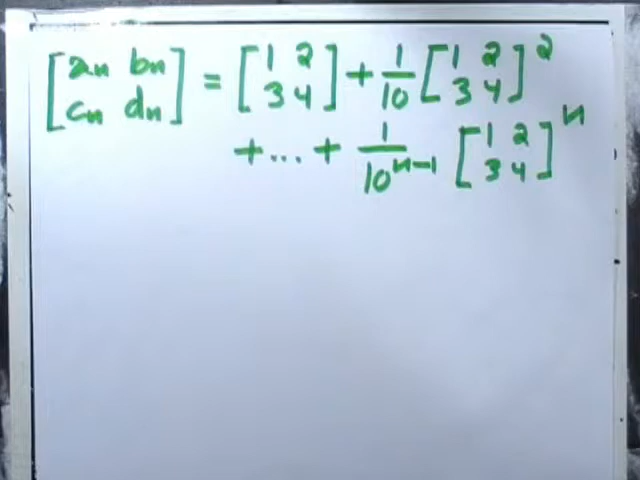 [aₙ bₙ; cₙ dₙ] = [1 2; 3 4] + 1/10 [1 2; 3 4]²
+ ... + 1/10ⁿ⁻¹ [1 2; 3 4]ⁿ